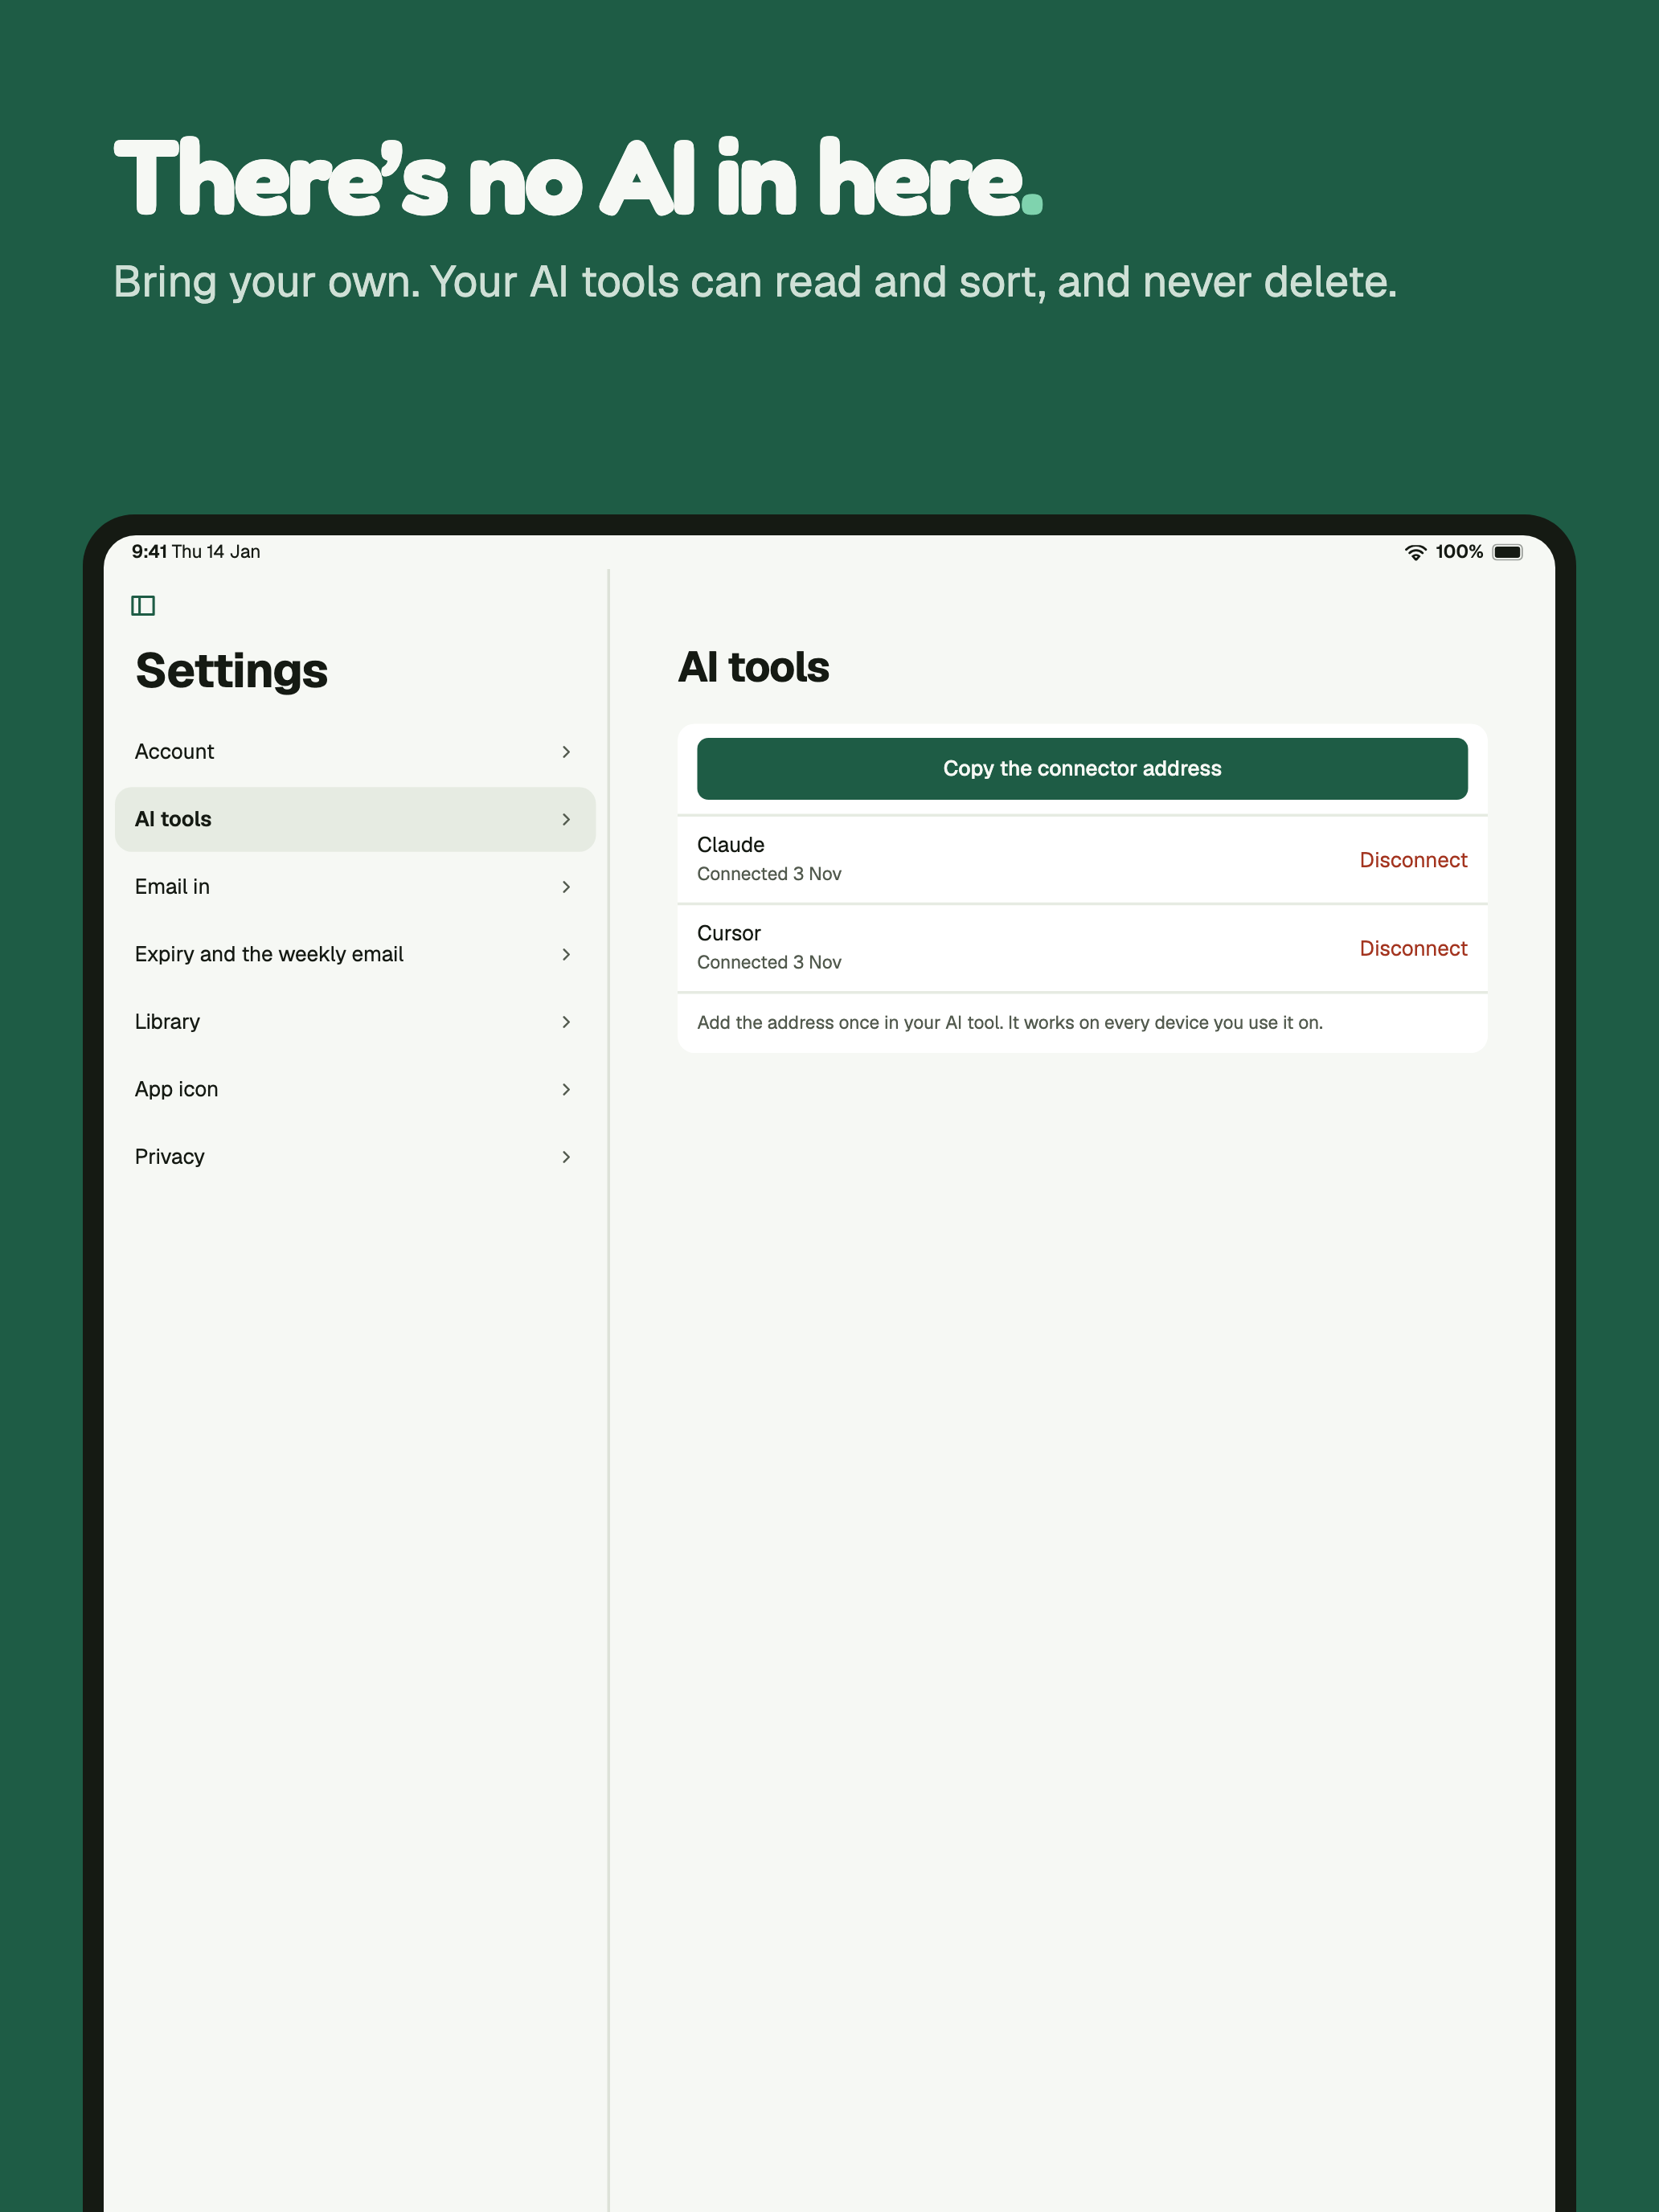 There's no AI in here.
Bring your own. Your AI tools can read and sort, and never delete.
9:41 Thu 14 Jan
100%
Settings
Account
AI tools
Email in
Expiry and the weekly email
Library
App icon
Privacy
AI tools
Copy the connector address
Claude
Connected 3 Nov
Disconnect
Cursor
Connected 3 Nov
Disconnect
Add the address once in your AI tool. It works on every device you use it on.